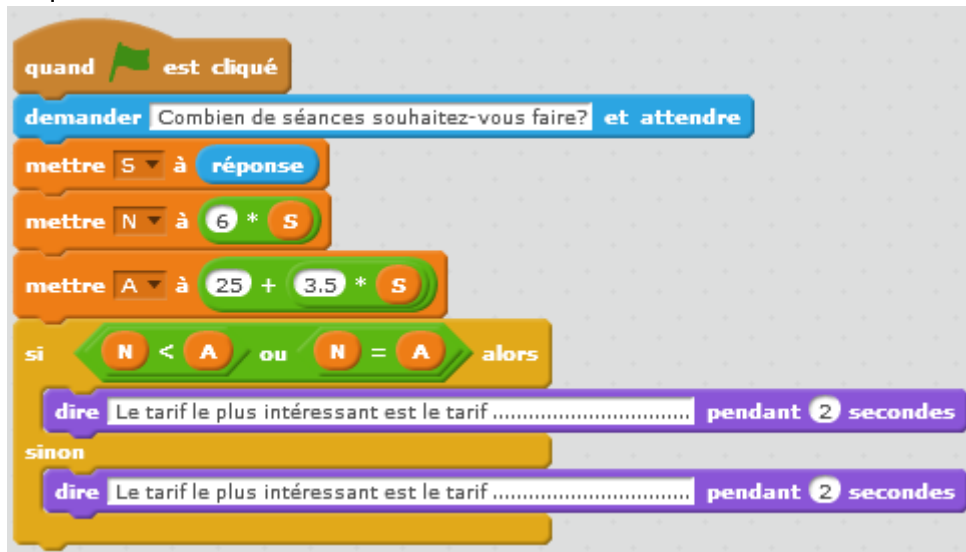 quand est cliqué
demander Combien de séances souhaitez-vous faire? et attendre
mettre S à réponse
mettre N à 6 * S
mettre A à 25 + 3.5 * S
si N < A ou N = A alors
dire Le tarif le plus intéressant est le tarif ................................. pendant 2 secondes
sinon
dire Le tarif le plus intéressant est le tarif ................................. pendant 2 secondes